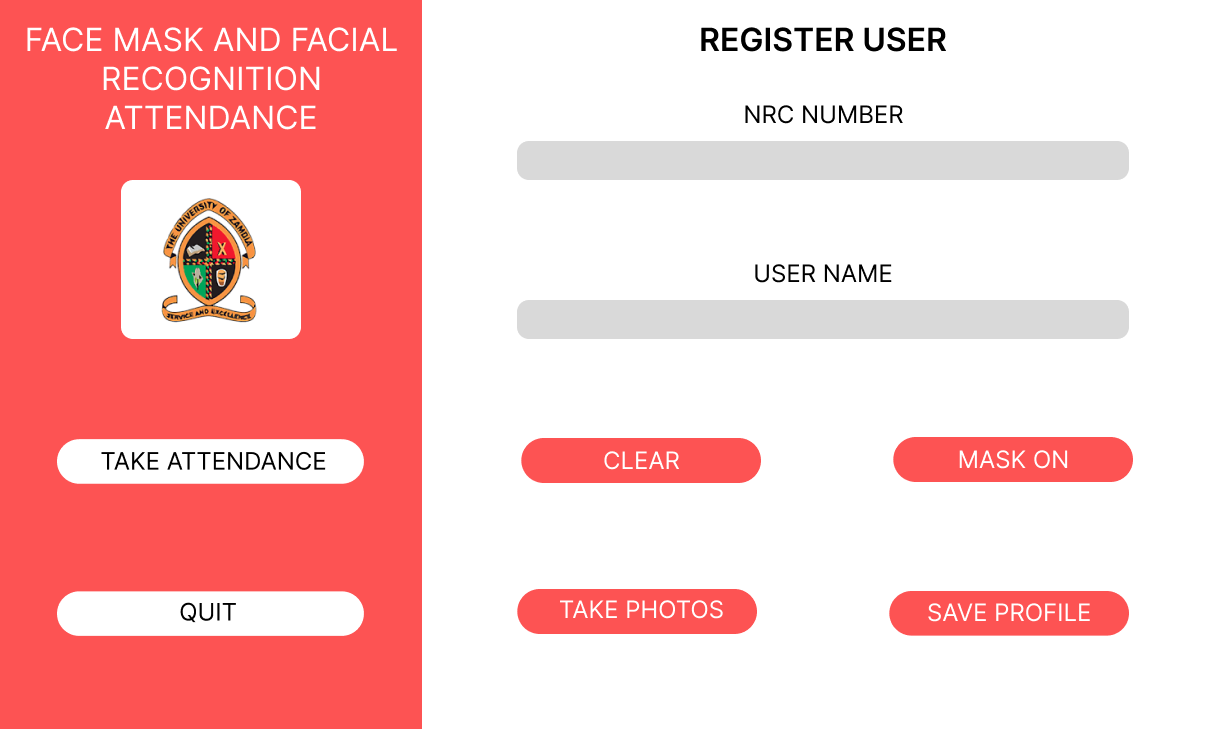 FACE MASK AND FACIAL
RECOGNITION
ATTENDANCE
THE UNIVERSITY OF ZAMBIA
SERVICE AND EXCELLENCE
TAKE ATTENDANCE
QUIT
REGISTER USER
NRC NUMBER
USER NAME
CLEAR
MASK ON
TAKE PHOTOS
SAVE PROFILE